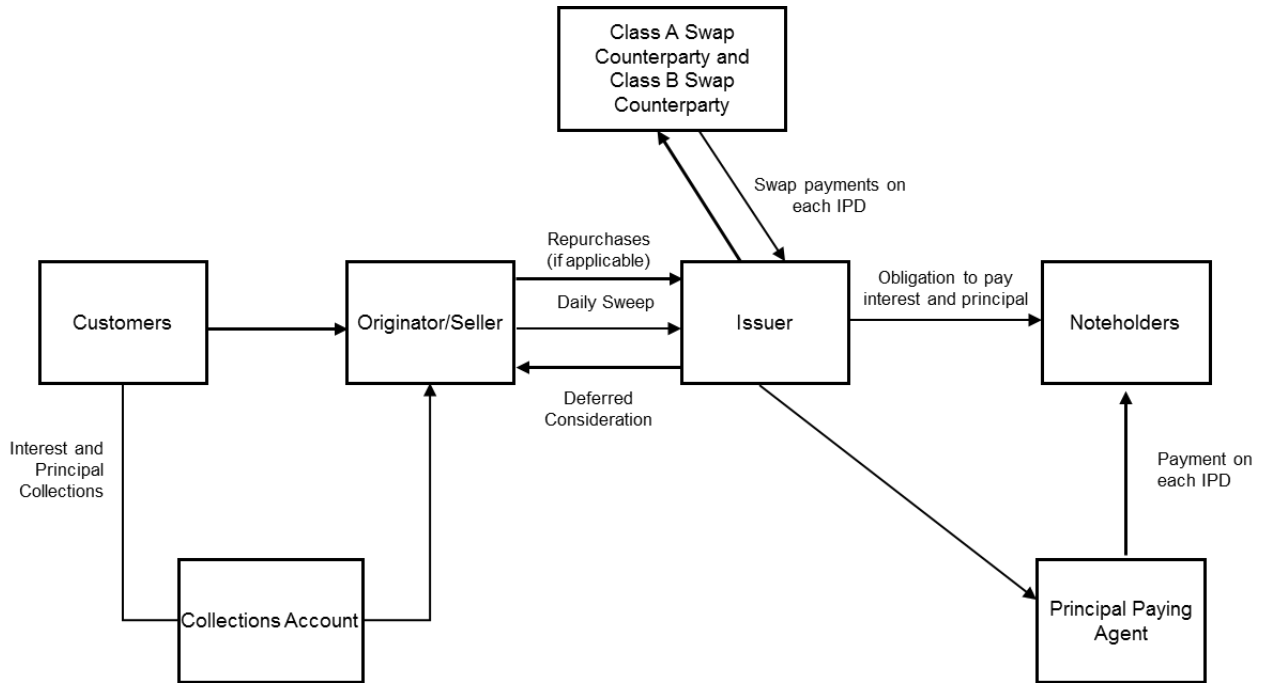 Class A Swap
Counterparty and
Class B Swap
Counterparty
Swap payments on
each IPD
Repurchases
(if applicable)
Daily Sweep
Deferred
Consideration
Obligation to pay
interest and principal
Customers
Originator/Seller
Issuer
Noteholders
Interest and
Principal
Collections
Payment on
each IPD
Collections Account
Principal Paying
Agent